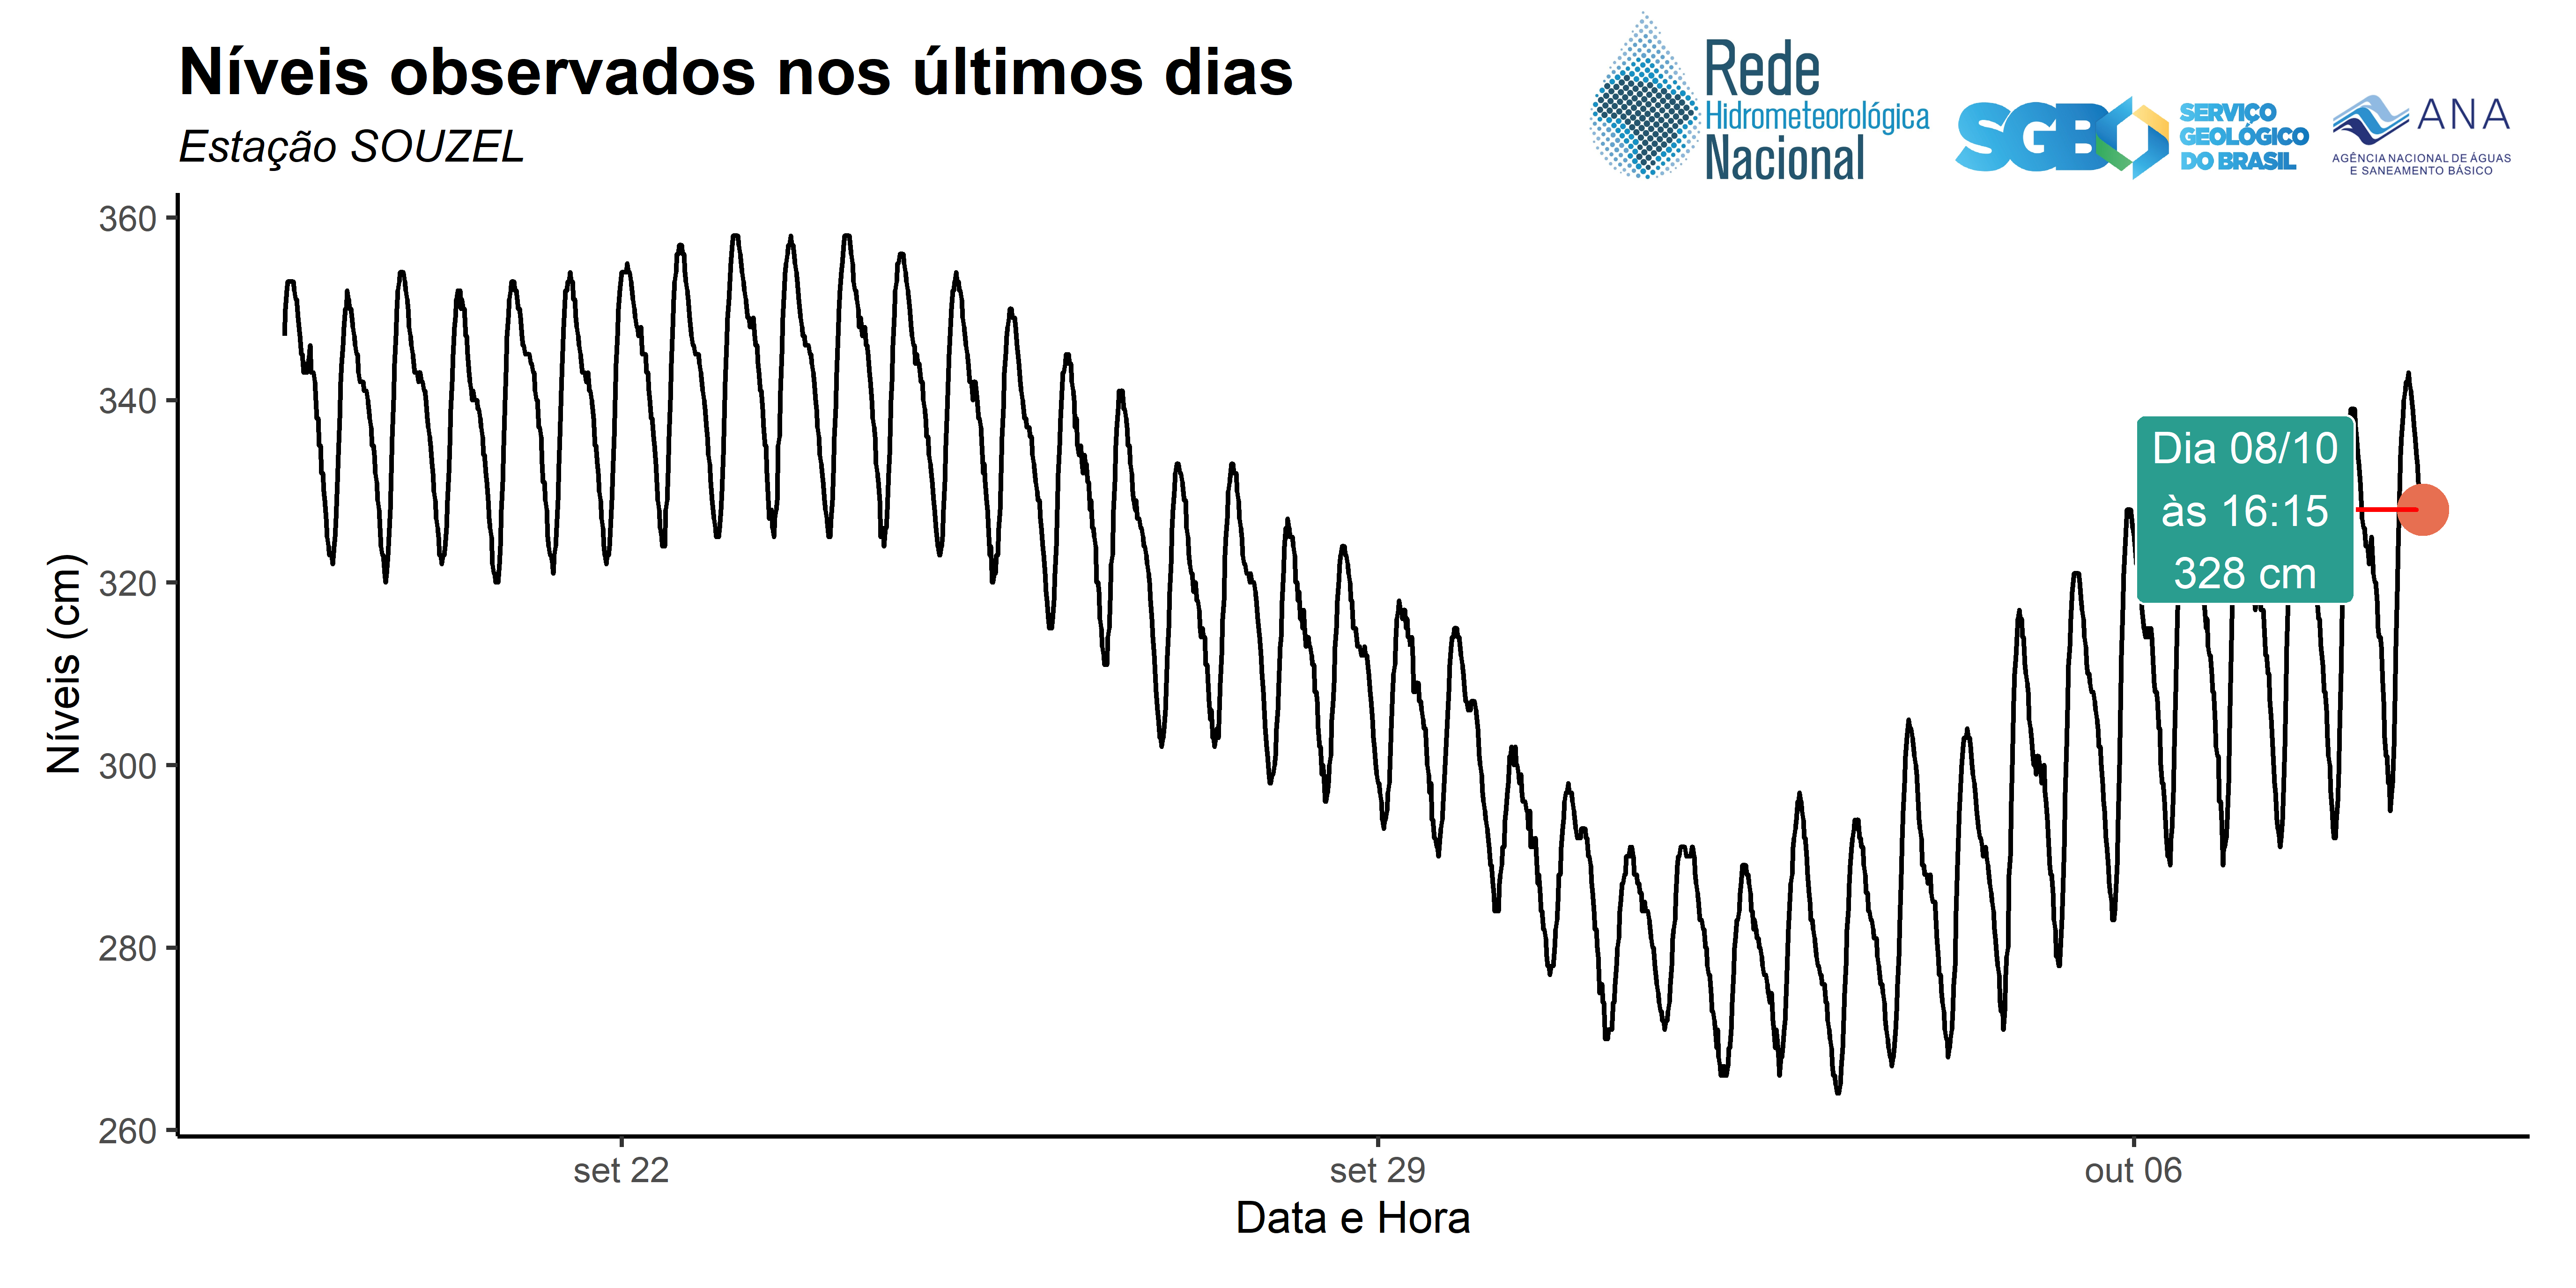 Níveis observados nos últimos dias
Estação SOUZEL
Rede
Hidrometeorológica
Nacional
SGB
SERVIÇO
GEOLÓGICO
DO BRASIL
ANA
AGÊNCIA NACIONAL DE ÁGUAS
E SANEAMENTO BÁSICO
Níveis (cm)
360
340
320
300
280
260
Dia 08/10
às 16:15
328 cm
set 22
set 29
out 06
Data e Hora